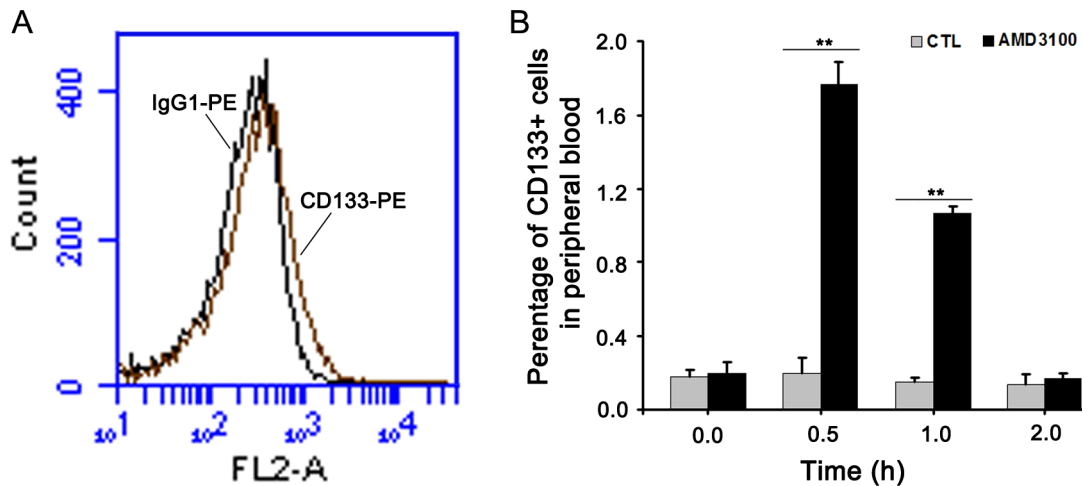 A
Count
400
200
0
IgG1-PE
CD133-PE
101
102
103
104
FL2-A
B
Perentage of CD133+ cells
in peripheral blood
2.0
1.6
1.2
0.8
0.4
0.0
CTL
AMD3100
**
**
0.0
0.5
1.0
2.0
Time (h)